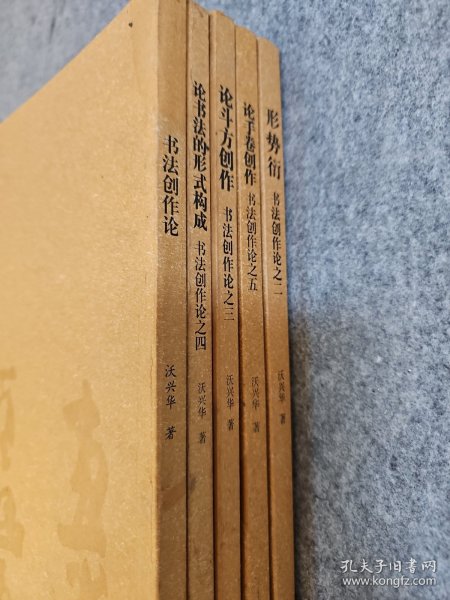 书法创作论
沃兴华 著
论书法的形式构成
书法创作论之四
沃兴华 著
论斗方创作
书法创作论之三
沃兴华 著
论手卷创作
书法创作论之五
沃兴华 著
形势衍
书法创作论之二
沃兴华 著
孔夫子旧书网
www.kongfz.com